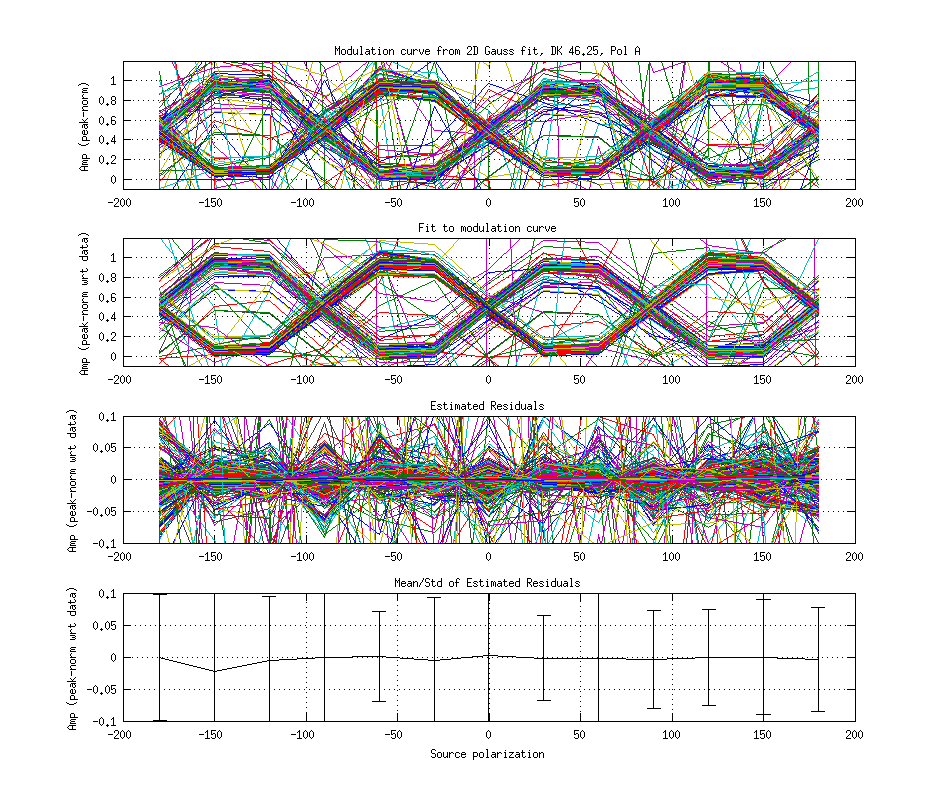 Modulation curve from 2D Gauss fit, DK 46.25, Pol A
Amp (peak-norm)
1
0.8
0.6
0.4
0.2
0
-200 -150 -100 -50 0 50 100 150 200
Fit to modulation curve
Amp (peak-norm wrt data)
1
0.8
0.6
0.4
0.2
0
-200 -150 -100 -50 0 50 100 150 200
Estimated Residuals
Amp (peak-norm wrt data)
0.1
0.05
0
-0.05
-0.1
-200 -150 -100 -50 0 50 100 150 200
Mean/Std of Estimated Residuals
Amp (peak-norm wrt data)
0.1
0.05
0
-0.05
-0.1
-200 -150 -100 -50 0 50 100 150 200
Source polarization